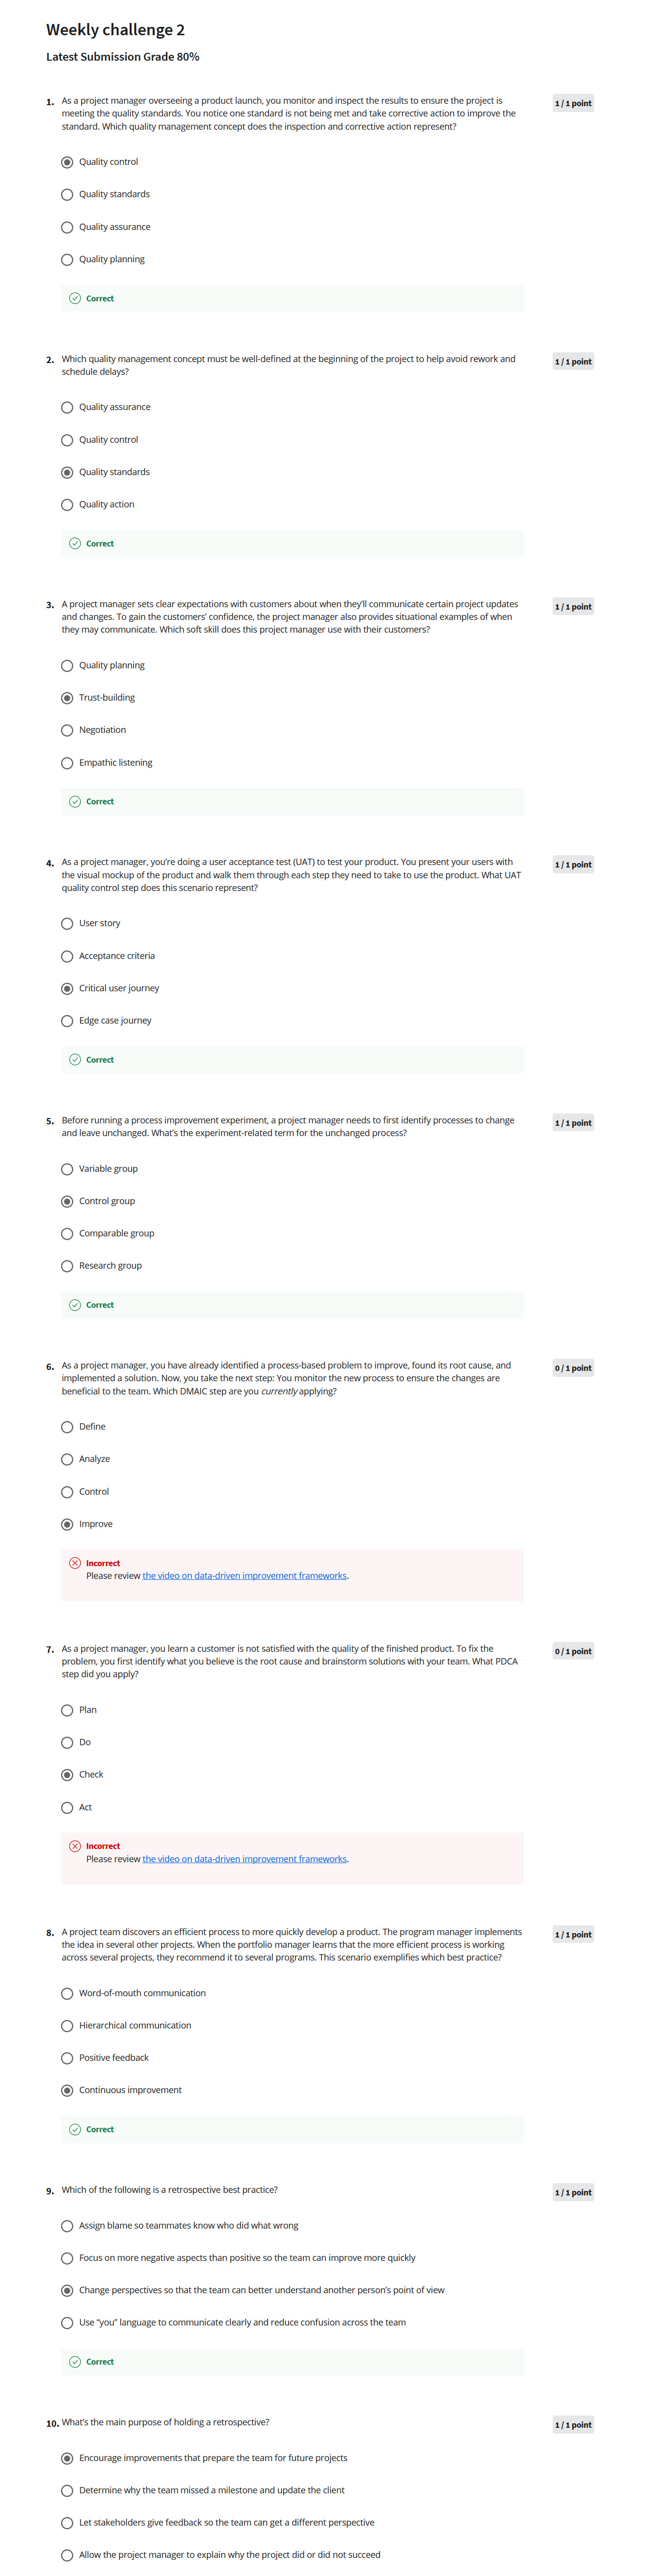 Weekly challenge 2
Latest Submission Grade 80%
1. As a project manager overseeing a product launch, you monitor and inspect the results to ensure the project is
meeting the quality standards. You notice one standard is not being met and take corrective action to improve the
standard. Which quality management concept does the inspection and corrective action represent?
1 / 1 point
Quality control
Quality standards
Quality assurance
Quality planning
Correct
2. Which quality management concept must be well-defined at the beginning of the project to help avoid rework and
schedule delays?
1 / 1 point
Quality assurance
Quality control
Quality standards
Quality action
Correct
3. A project manager sets clear expectations with customers about when they'll communicate certain project updates
and changes. To gain the customers' confidence, the project manager also provides situational examples of when
they may communicate. Which soft skill does this project manager use with their customers?
1 / 1 point
Quality planning
Trust-building
Negotiation
Empathic listening
Correct
4. As a project manager, you're doing a user acceptance test (UAT) to test your product. You present your users with
the visual mockup of the product and walk them through each step they need to take to use the product. What UAT
quality control step does this scenario represent?
1 / 1 point
User story
Acceptance criteria
Critical user journey
Edge case journey
Correct
5. Before running a process improvement experiment, a project manager needs to first identify processes to change
and leave unchanged. What's the experiment-related term for the unchanged process?
1 / 1 point
Variable group
Control group
Comparable group
Research group
Correct
6. As a project manager, you have already identified a process-based problem to improve, found its root cause, and
implemented a solution. Now, you take the next step: You monitor the new process to ensure the changes are
beneficial to the team. Which DMAIC step are you currently applying?
0 / 1 point
Define
Analyze
Control
Improve
Incorrect
Please review the video on data-driven improvement frameworks.
7. As a project manager, you learn a customer is not satisfied with the quality of the finished product. To fix the
problem, you first identify what you believe is the root cause and brainstorm solutions with your team. What PDCA
step did you apply?
0 / 1 point
Plan
Do
Check
Act
Incorrect
Please review the video on data-driven improvement frameworks.
8. A project team discovers an efficient process to more quickly develop a product. The program manager implements
the idea in several other projects. When the portfolio manager learns that the more efficient process is working
across several projects, they recommend it to several programs. This scenario exemplifies which best practice?
1 / 1 point
Word-of-mouth communication
Hierarchical communication
Positive feedback
Continuous improvement
Correct
9. Which of the following is a retrospective best practice?
1 / 1 point
Assign blame so teammates know who did what wrong
Focus on more negative aspects than positive so the team can improve more quickly
Change perspectives so that the team can better understand another person's point of view
Use “you” language to communicate clearly and reduce confusion across the team
Correct
10. What's the main purpose of holding a retrospective?
1 / 1 point
Encourage improvements that prepare the team for future projects
Determine why the team missed a milestone and update the client
Let stakeholders give feedback so the team can get a different perspective
Allow the project manager to explain why the project did or did not succeed